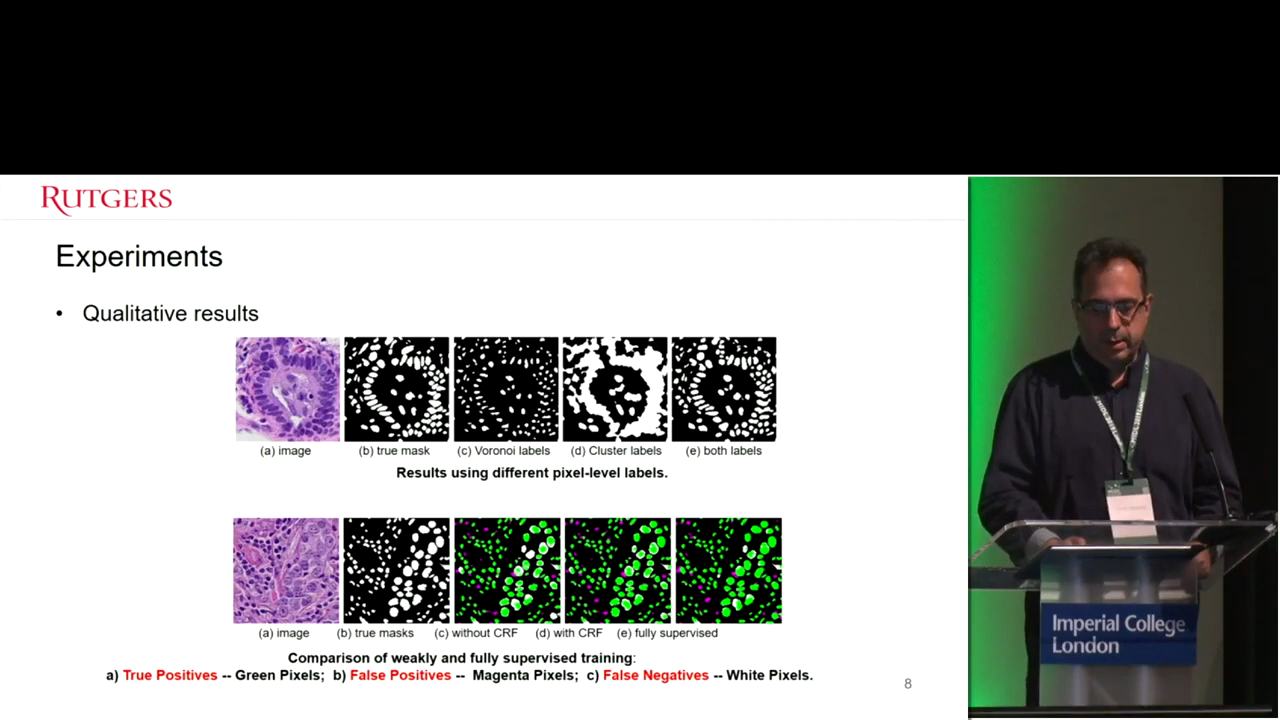 RUTGERS
Experiments
• Qualitative results
(a) image (b) true mask (c) Voronoi labels (d) Cluster labels (e) both labels
Results using different pixel-level labels.
(a) image (b) true masks (c) without CRF (d) with CRF (e) fully supervised
Comparison of weakly and fully supervised training:
a) True Positives -- Green Pixels; b) False Positives -- Magenta Pixels; c) False Negatives -- White Pixels.
8
Imperial College
London